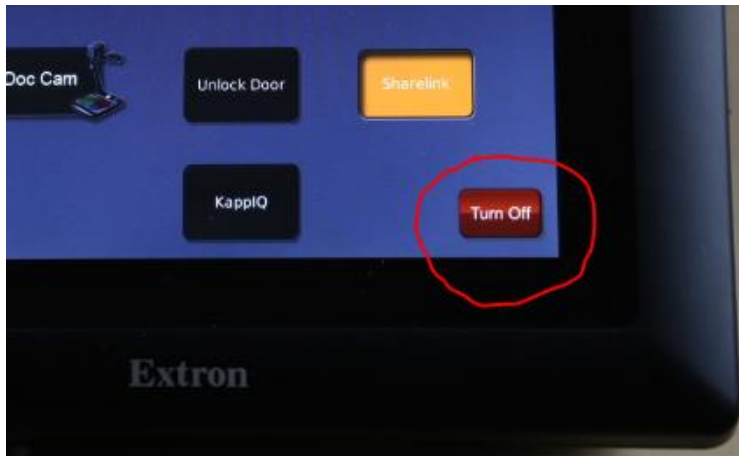 Doc Cam
Unlock Door
Sharelink
KappIQ
Turn Off
Extron